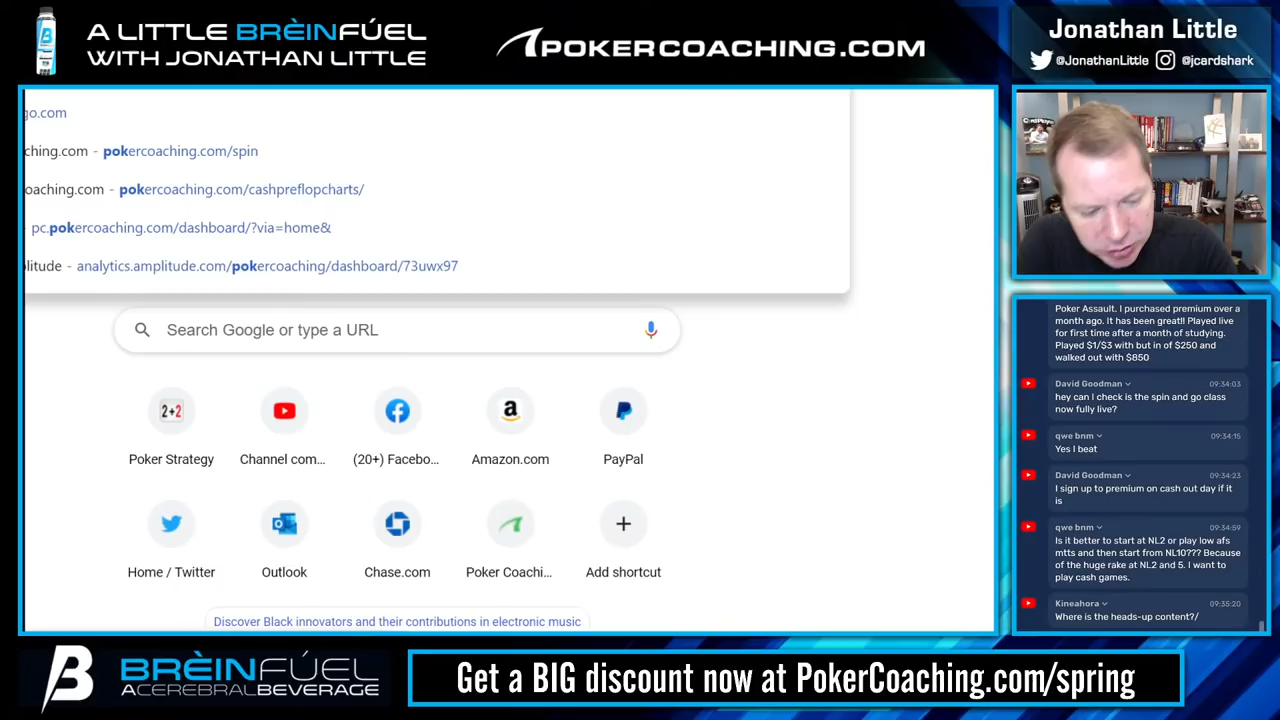 A LITTLE BRÈINFÚEL
WITH JONATHAN LITTLE
POKERCOACHING.COM
Jonathan Little
@JonathanLittle @jcardshark
go.com
ching.com - pokercoaching.com/spin
oaching.com - pokercoaching.com/cashpreflopcharts/
- pc.pokercoaching.com/dashboard/?via=home&
litude - analytics.amplitude.com/pokercoaching/dashboard/73uwx97
Search Google or type a URL
2+2
Poker Strategy
Channel com...
(20+) Facebo...
Amazon.com
PayPal
Home / Twitter
Outlook
Chase.com
Poker Coachi...
Add shortcut
Discover Black innovators and their contributions in electronic music
Poker Assault. I purchased premium over a
month ago. It has been great!! Played live
for first time after a month of studying.
Played $1/$3 with but in of $250 and
walked out with $850
David Goodman 09:34:03
hey can I check is the spin and go class
now fully live?
qwe bnm 09:34:15
Yes I beat
David Goodman 09:34:23
I sign up to premium on cash out day if it
is
qwe bnm 09:34:59
Is it better to start at NL2 or play low afs
mtts and then start from NL10??? Because
of the huge rake at NL2 and 5. I want to
play cash games.
Kineahora 09:35:20
Where is the heads-up content?/
B BRÈINFÚEL
A CEREBRAL BEVERAGE
Get a BIG discount now at PokerCoaching.com/spring